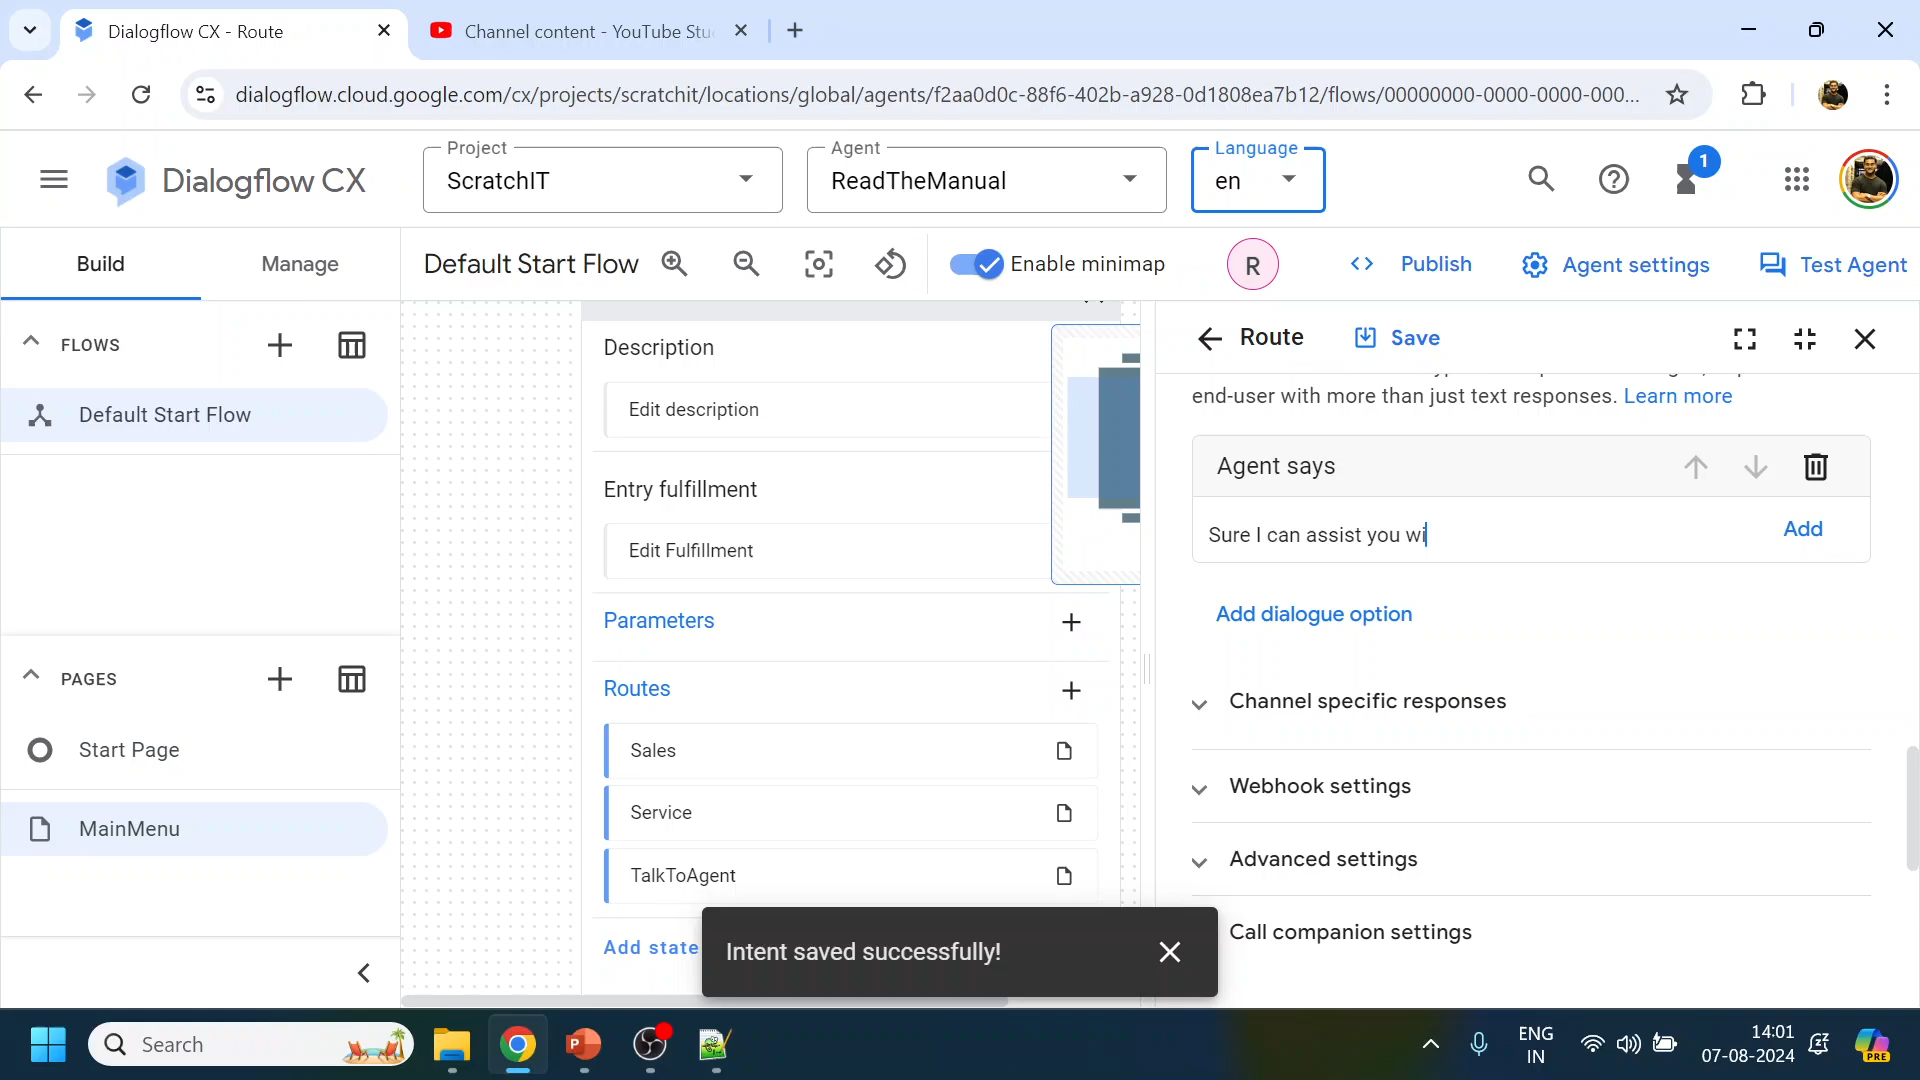 Dialogflow CX - Route
Channel content - YouTube Stu
dialogflow.cloud.google.com/cx/projects/scratchit/locations/global/agents/f2aa0d0c-88f6-402b-a928-0d1808ea7b12/flows/00000000-0000-0000-000...
Dialogflow CX
Project
ScratchIT
Agent
ReadTheManual
Language
en
1
Build
Manage
Default Start Flow
Enable minimap
R
Publish
Agent settings
Test Agent
FLOWS
Default Start Flow
PAGES
Start Page
MainMenu
Description
Edit description
Entry fulfillment
Edit Fulfillment
Parameters
Routes
Sales
Service
TalkToAgent
Add state
Intent saved successfully!
Route
Save
end-user with more than just text responses. Learn more
Agent says
Sure I can assist you wi
Add
Add dialogue option
Channel specific responses
Webhook settings
Advanced settings
Call companion settings
Search
ENG
IN
14:01
07-08-2024
PRE